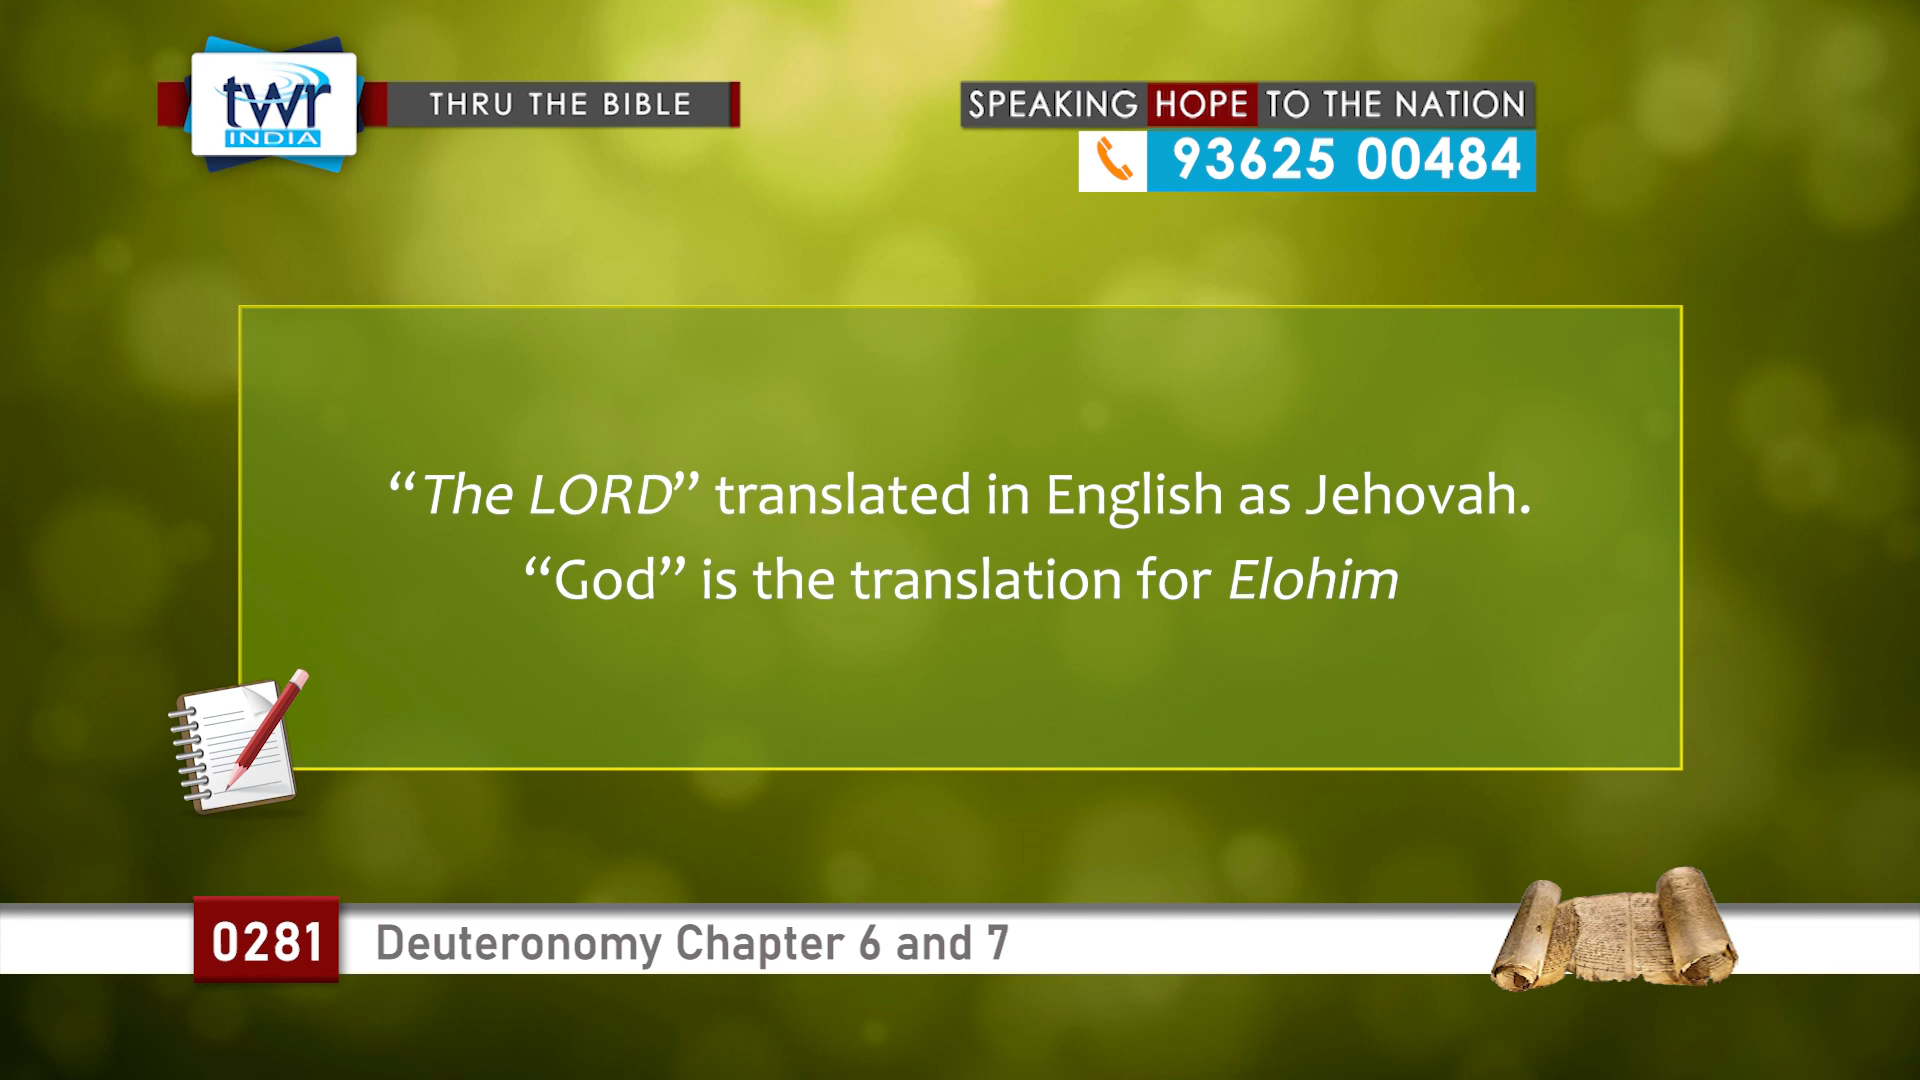 twr
INDIA
THRU THE BIBLE
SPEAKING HOPE TO THE NATION
93625 00484
“The LORD” translated in English as Jehovah.
“God” is the translation for Elohim
0281
Deuteronomy Chapter 6 and 7